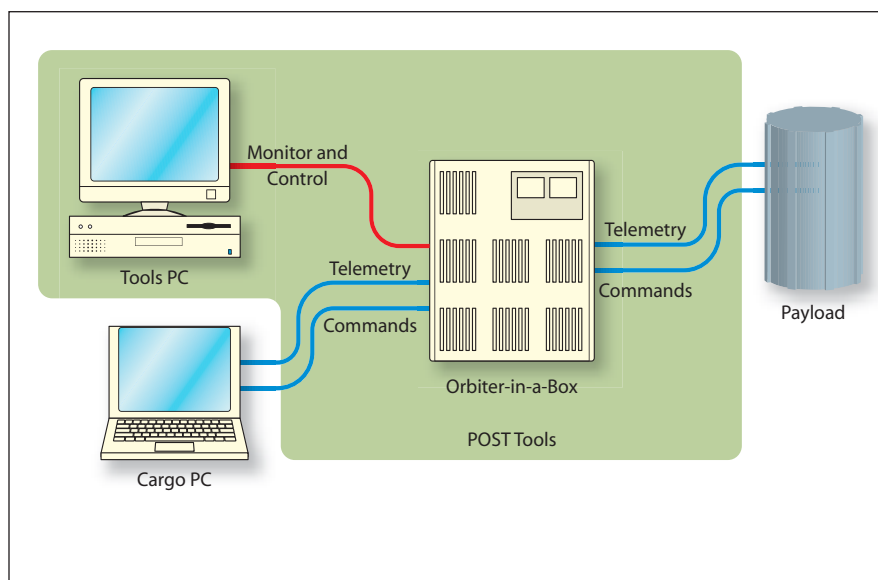 Monitor and
Control
Tools PC
Telemetry
Commands
Telemetry
Commands
Payload
Orbiter-in-a-Box
POST Tools
Cargo PC